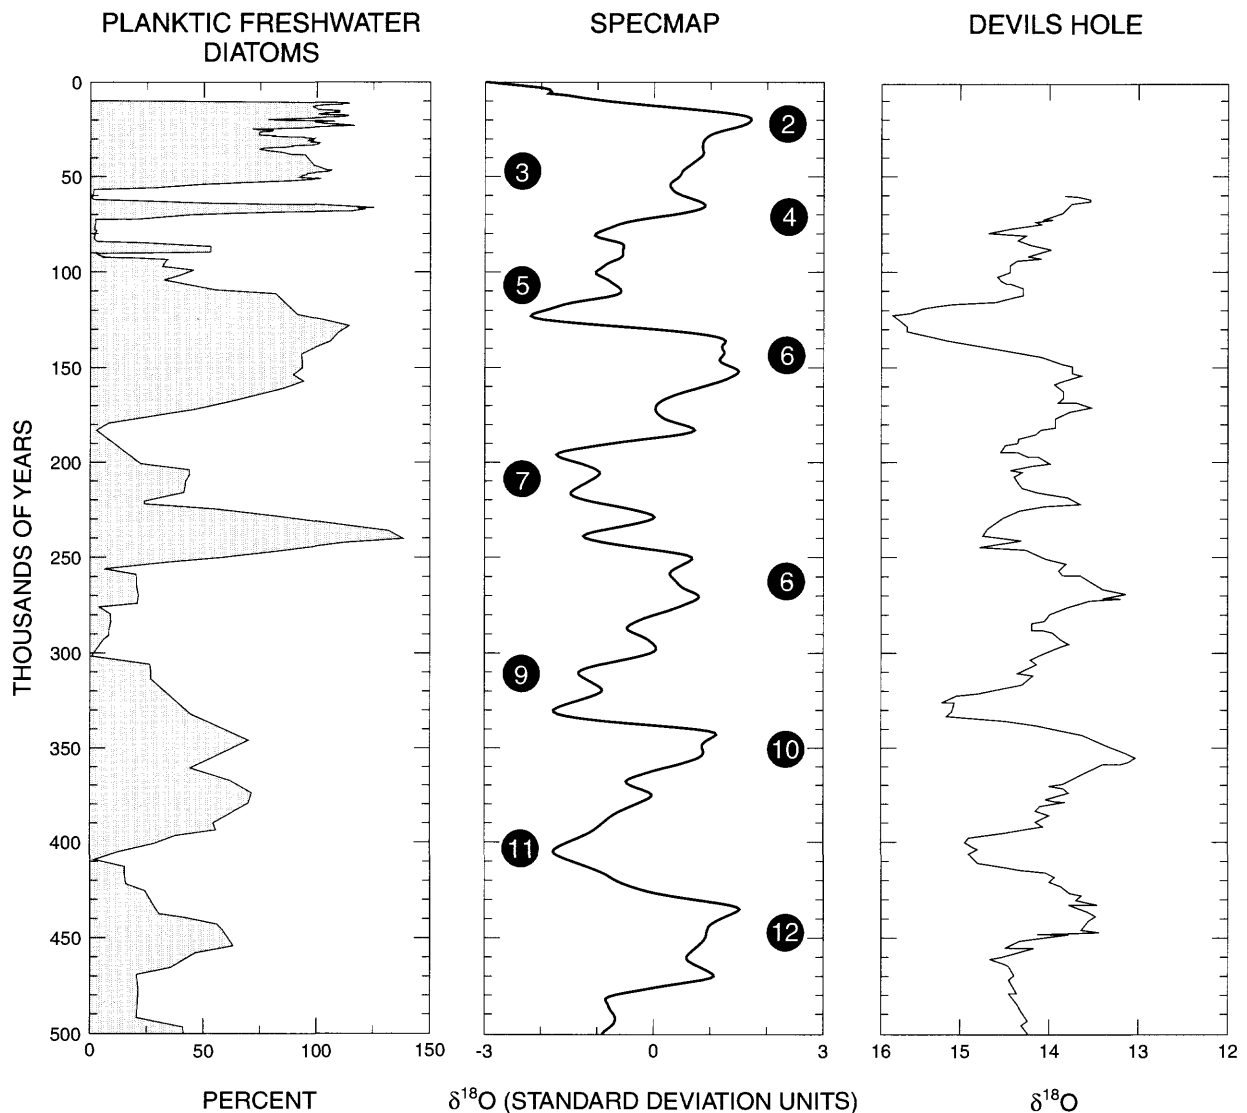 PLANKTIC FRESHWATER
DIATOMS
SPECMAP
DEVILS HOLE
THOUSANDS OF YEARS
0
50
100
150
200
250
300
350
400
450
500
2
3
4
5
6
7
6
9
10
11
12
0 50 100 150
-3 0 3
16 15 14 13 12
PERCENT
δ18O (STANDARD DEVIATION UNITS)
δ18O